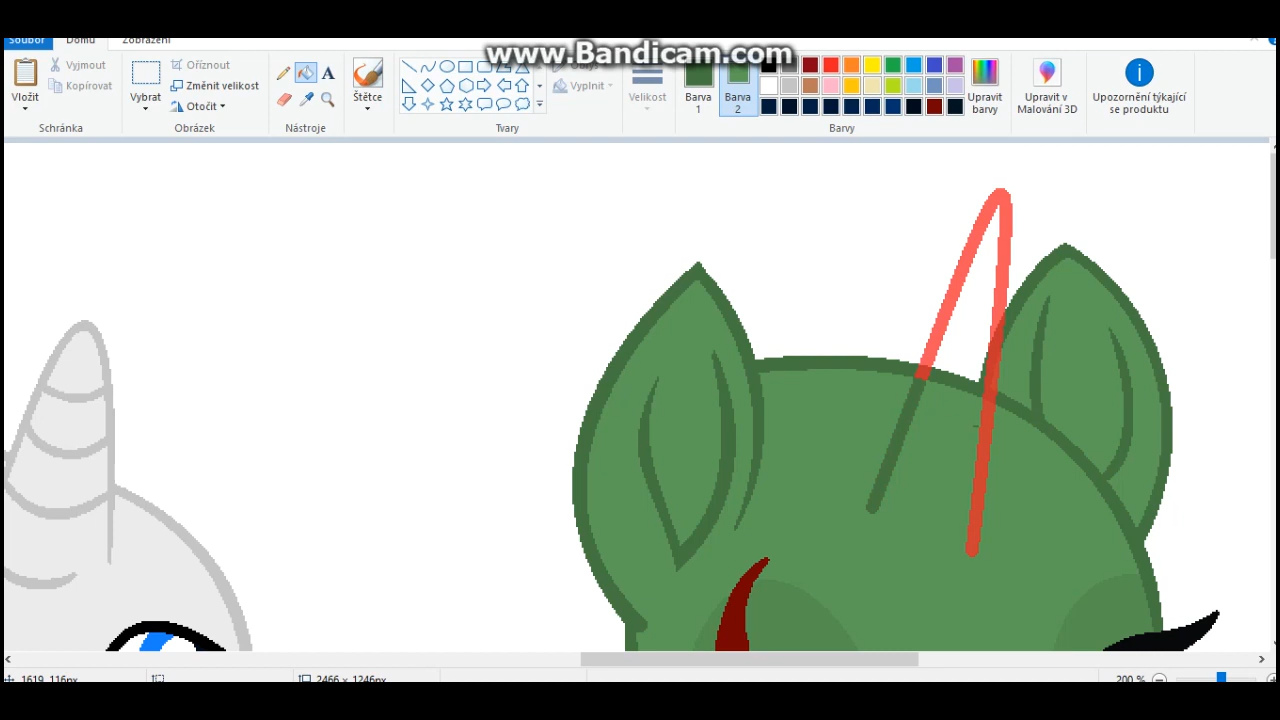 www.Bandicam.com
Soubor Domů Zobrazení
Vložit
Vyjmout
Kopírovat
Schránka
Vybrat
Oříznout
Změnit velikost
Otočit
Obrázek
A
Nástroje
Štětce
Obrys
Vyplnit
Tvary
Velikost
Barva
1
Barva
2
Upravit
barvy
Barvy
Upravit v
Malování 3D
Upozornění týkající
se produktu
1619, 116px
2466 × 1246px
200 %